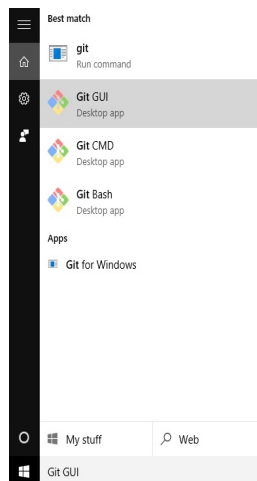 Best match
git
Run command
Git GUI
Desktop app
Git CMD
Desktop app
Git Bash
Desktop app
Apps
Git for Windows
My stuff
Web
Git GUI